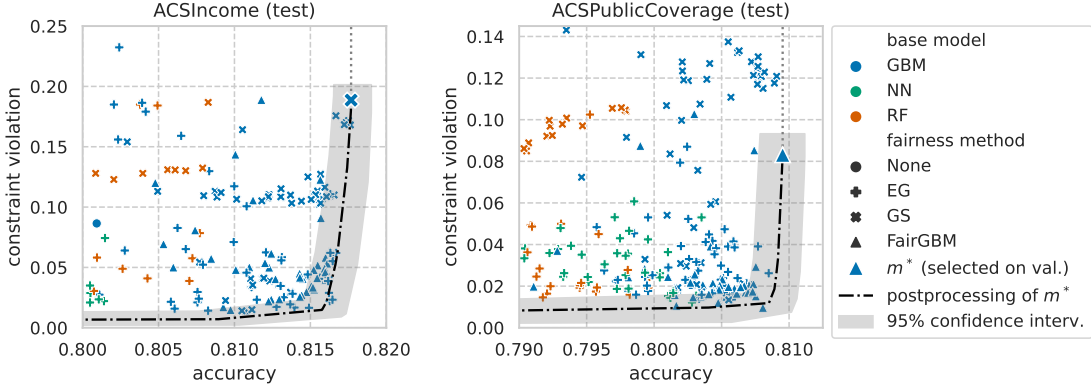 ACSIncome (test)
constraint violation
0.25
0.20
0.15
0.10
0.05
0.00
0.800
0.805
0.810
0.815
0.820
accuracy
ACSPublicCoverage (test)
constraint violation
0.14
0.12
0.10
0.08
0.06
0.04
0.02
0.00
0.790
0.795
0.800
0.805
0.810
accuracy
base model
GBM
NN
RF
fairness method
None
EG
GS
FairGBM
m* (selected on val.)
postprocessing of m*
95% confidence interv.